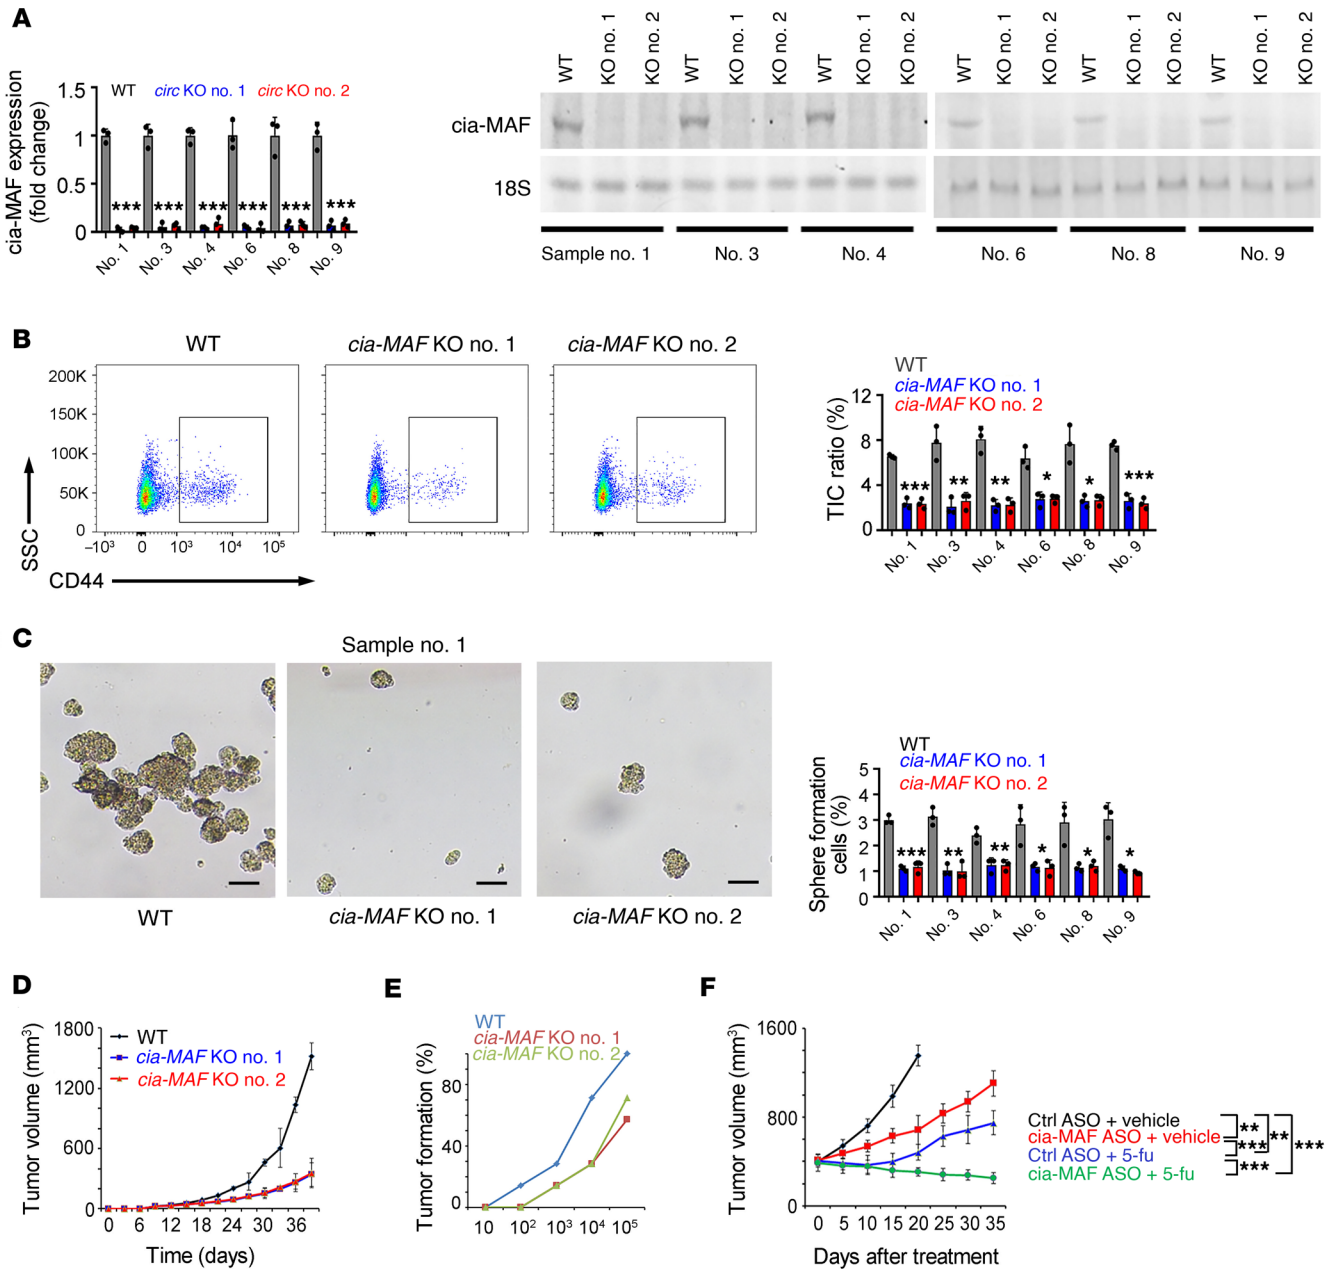 A
cia-MAF expression
(fold change)
1.5
1
0.5
0
WT circ KO no. 1 circ KO no. 2
*** *** *** *** *** ***
No. 1 No. 3 No. 4 No. 6 No. 8 No. 9
WT KO no. 1 KO no. 2 WT KO no. 1 KO no. 2 WT KO no. 1 KO no. 2 WT KO no. 1 KO no. 2 WT KO no. 1 KO no. 2 WT KO no. 1 KO no. 2
cia-MAF
18S
Sample no. 1 No. 3 No. 4 No. 6 No. 8 No. 9
B
WT cia-MAF KO no. 1 cia-MAF KO no. 2
200K
150K
100K
50K
0
–10³ 0 10³ 10⁴ 10⁵
SSC
CD44
WT
cia-MAF KO no. 1
cia-MAF KO no. 2
TIC ratio (%)
12
8
4
0
*** ** ** * * ***
No. 1 No. 3 No. 4 No. 6 No. 8 No. 9
C
Sample no. 1
WT cia-MAF KO no. 1 cia-MAF KO no. 2
WT
cia-MAF KO no. 1
cia-MAF KO no. 2
Sphere formation
cells (%)
5
4
3
2
1
0
*** ** ** * * *
No. 1 No. 3 No. 4 No. 6 No. 8 No. 9
D
Tumor volume (mm³)
1800
1200
600
0
WT
cia-MAF KO no. 1
cia-MAF KO no. 2
0 6 12 18 24 30 36
Time (days)
E
WT
cia-MAF KO no. 1
cia-MAF KO no. 2
Tumor formation (%)
80
40
0
10 10² 10³ 10⁴ 10⁵
F
Tumor volume (mm³)
1600
800
0
0 5 10 15 20 25 30 35
Days after treatment
Ctrl ASO + vehicle
cia-MAF ASO + vehicle
Ctrl ASO + 5-fu
cia-MAF ASO + 5-fu
** *** *** ** ***